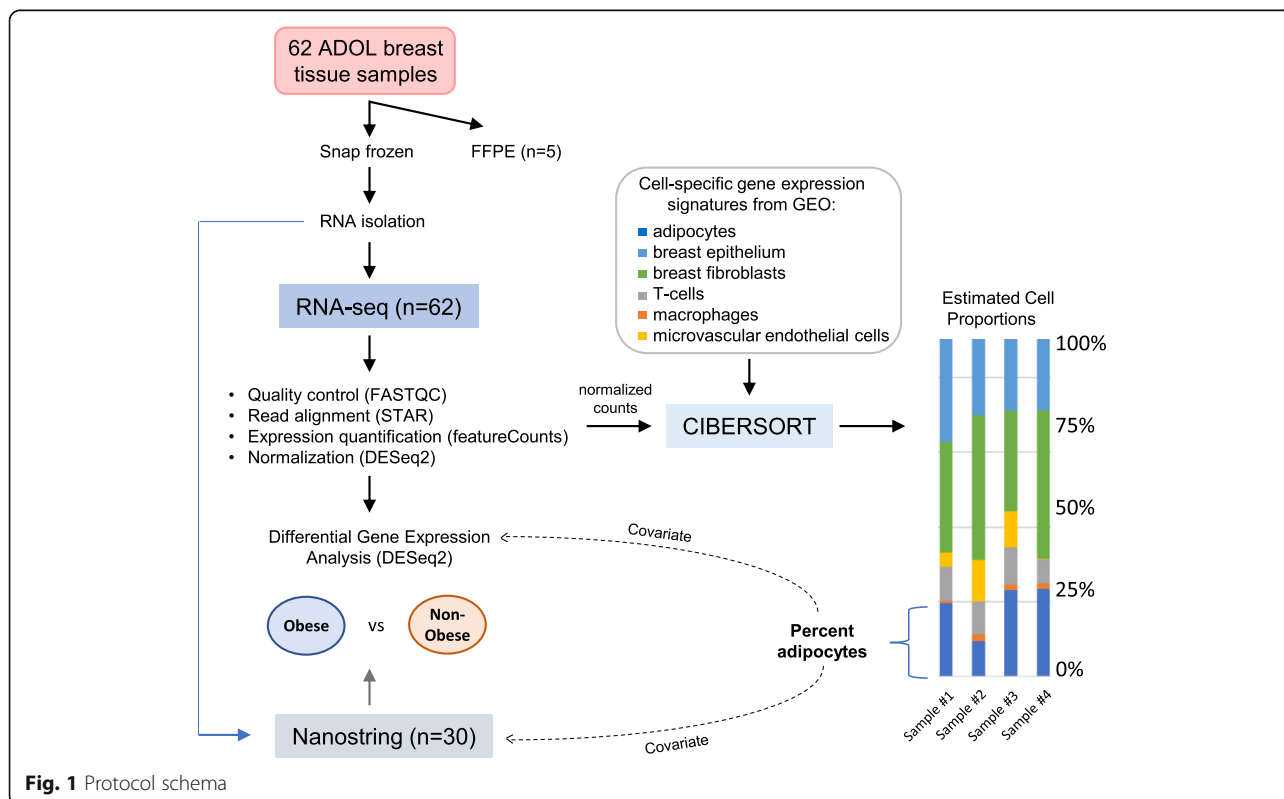 62 ADOL breast
tissue samples
Snap frozen
FFPE (n=5)
RNA isolation
RNA-seq (n=62)
• Quality control (FASTQC)
• Read alignment (STAR)
• Expression quantification (featureCounts)
• Normalization (DESeq2)
normalized
counts
Cell-specific gene expression
signatures from GEO:
adipocytes
breast epithelium
breast fibroblasts
T-cells
macrophages
microvascular endothelial cells
CIBERSORT
Estimated Cell
Proportions
100%
75%
50%
25%
0%
Sample #1
Sample #2
Sample #3
Sample #4
Differential Gene Expression
Analysis (DESeq2)
Covariate
Obese
vs
Non-
Obese
Percent
adipocytes
Nanostring (n=30)
Covariate
Fig. 1 Protocol schema